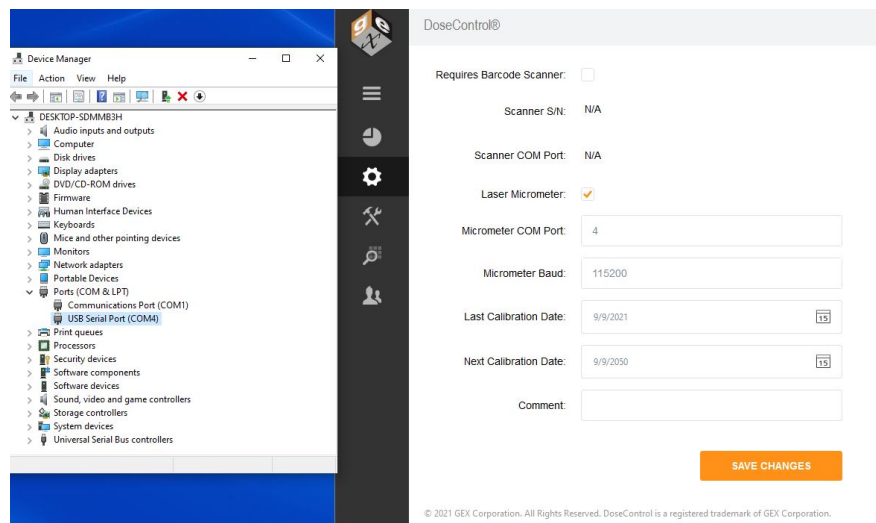 Device Manager
File Action View Help
DESKTOP-SDMMB3H
Audio inputs and outputs
Computer
Disk drives
Display adapters
DVD/CD-ROM drives
Firmware
Human Interface Devices
Keyboards
Mice and other pointing devices
Monitors
Network adapters
Portable Devices
Ports (COM & LPT)
Communications Port (COM1)
USB Serial Port (COM4)
Print queues
Processors
Security devices
Software components
Software devices
Sound, video and game controllers
Storage controllers
System devices
Universal Serial Bus controllers
gex
DoseControl®
Requires Barcode Scanner:
Scanner S/N: N/A
Scanner COM Port: N/A
Laser Micrometer:
Micrometer COM Port: 4
Micrometer Baud: 115200
Last Calibration Date: 9/9/2021 15
Next Calibration Date: 9/9/2050 15
Comment:
SAVE CHANGES
© 2021 GEX Corporation. All Rights Reserved. DoseControl is a registered trademark of GEX Corporation.